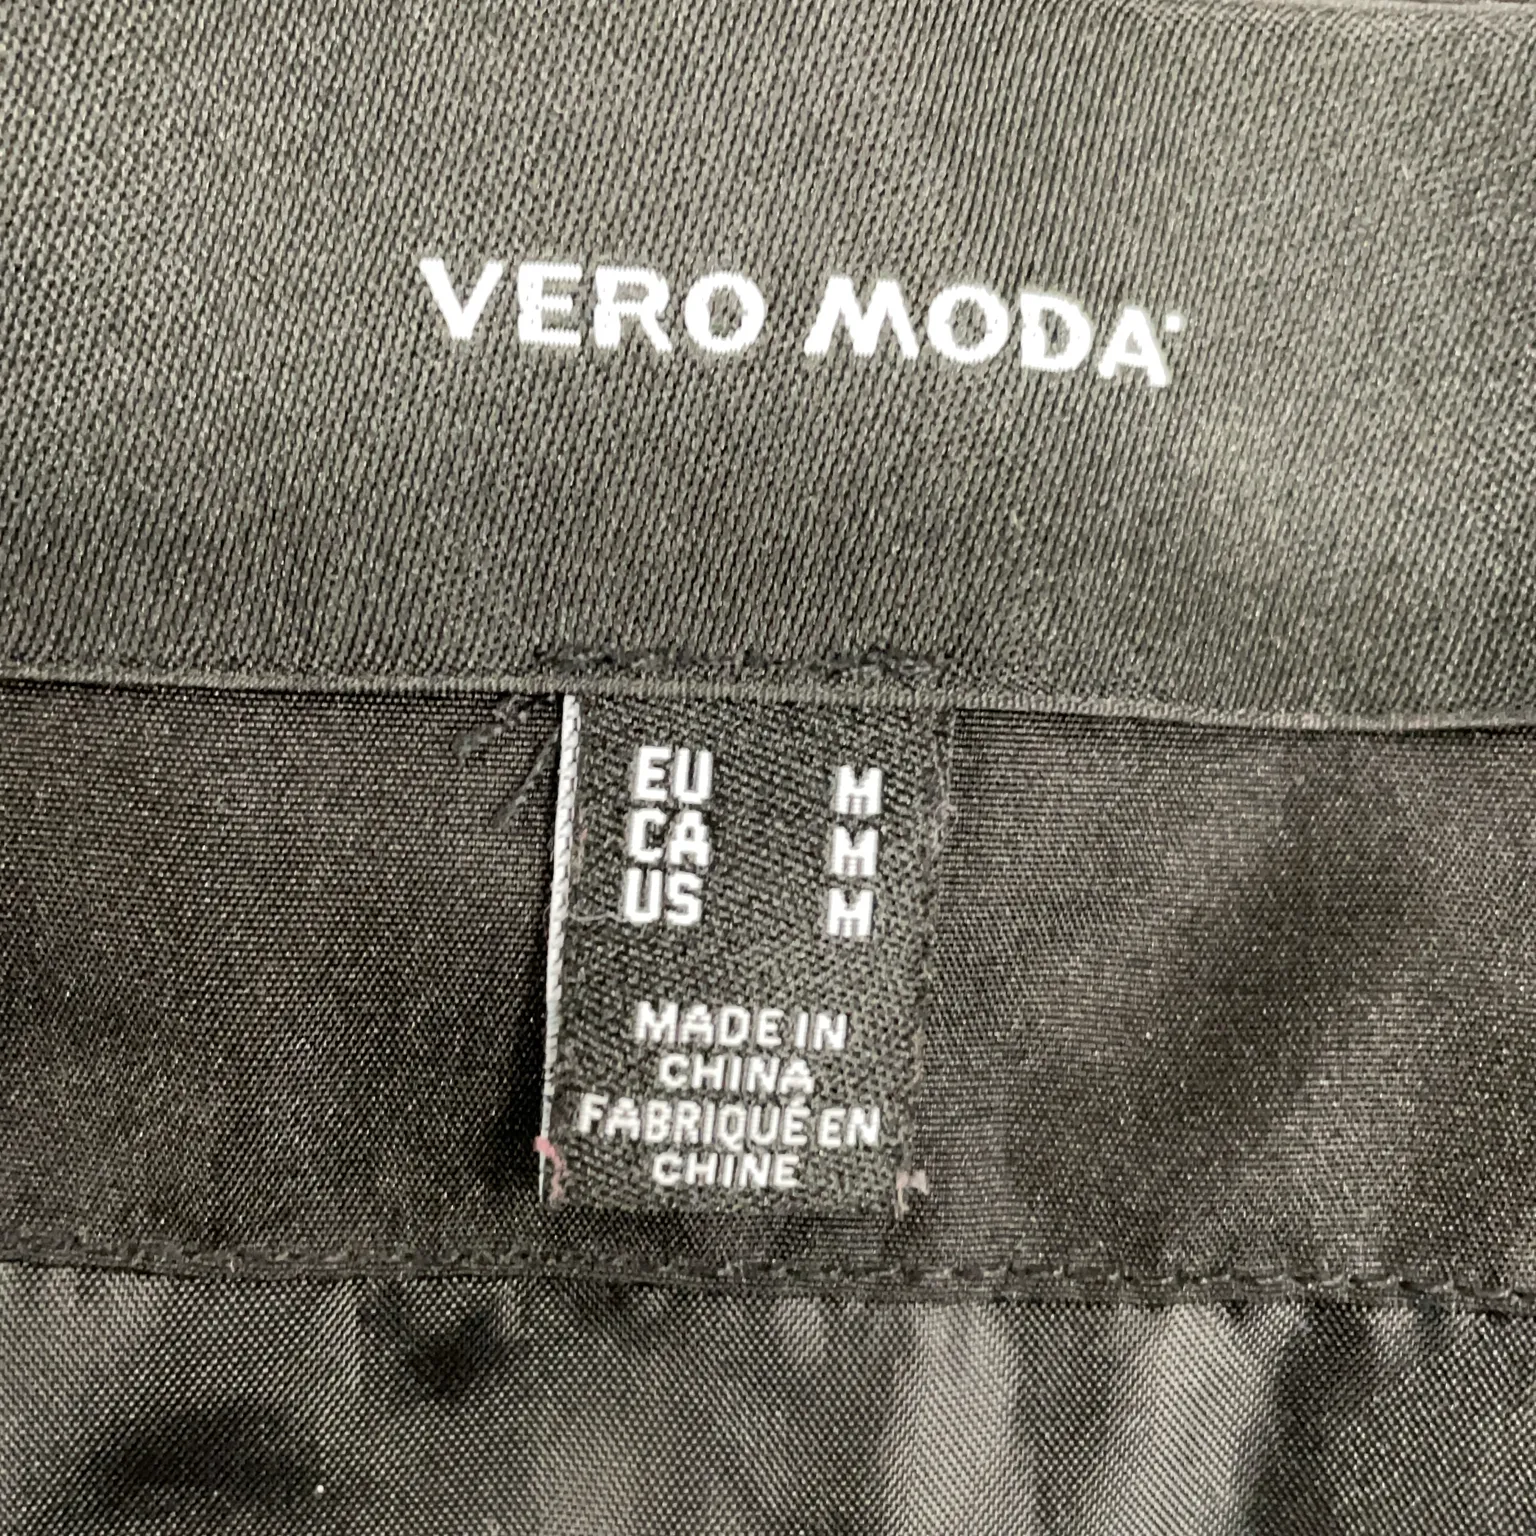 VERO MODA
EU M
CA M
US M
MADE IN
CHINA
FABRIQUÉ EN
CHINE